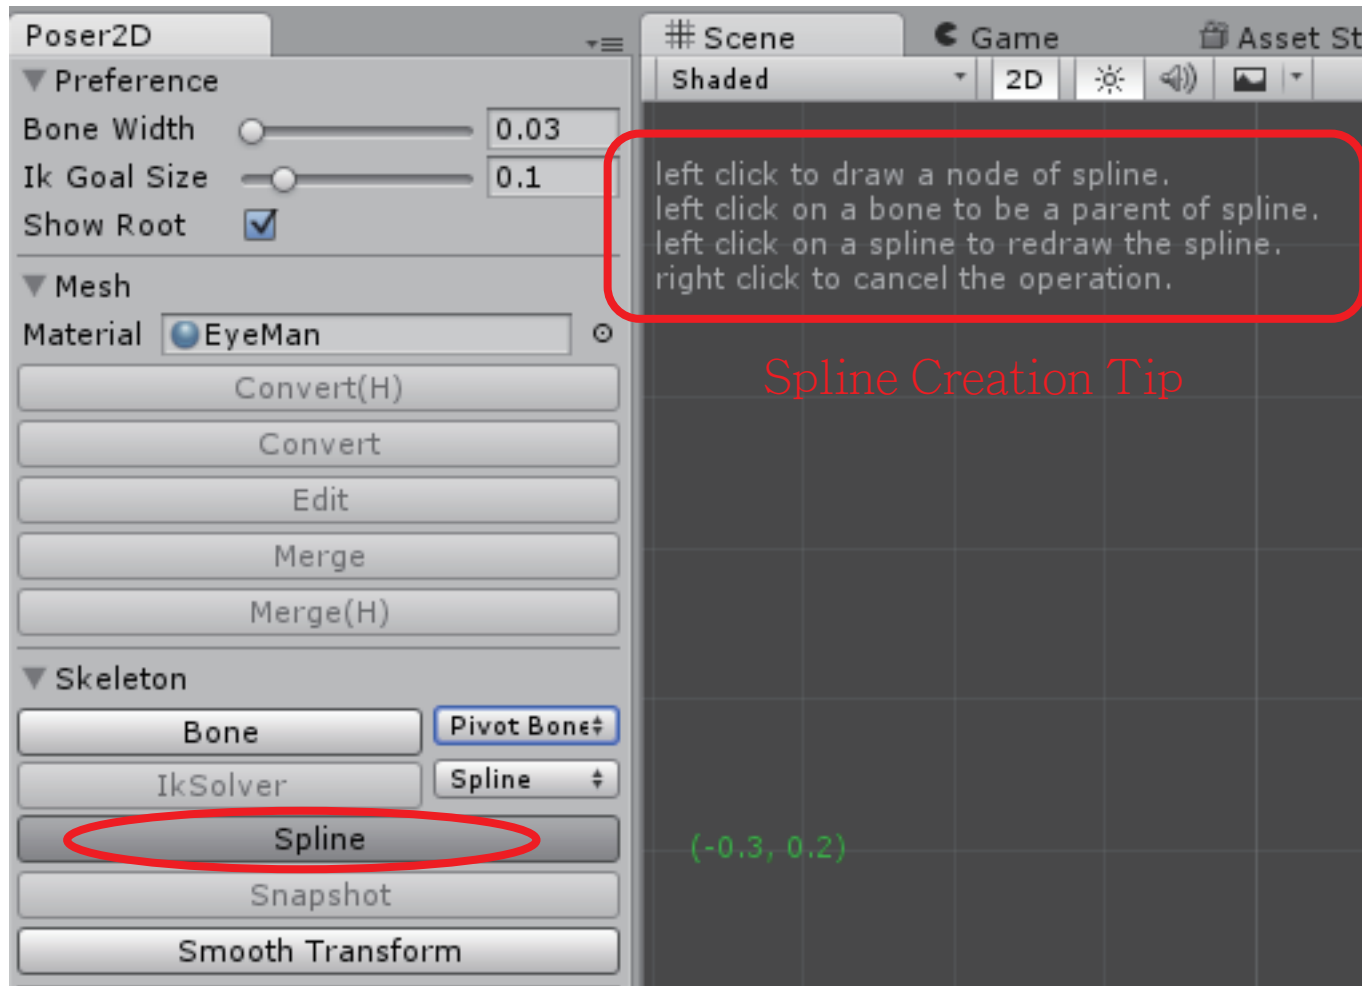 Poser2D
Preference
Bone Width 0.03
Ik Goal Size 0.1
Show Root
Mesh
Material EyeMan
Convert(H)
Convert
Edit
Merge
Merge(H)
Skeleton
Bone Pivot Bone
IkSolver Spline
Spline
Snapshot
Smooth Transform
Scene Game Asset St
Shaded 2D
left click to draw a node of spline.
left click on a bone to be a parent of spline.
left click on a spline to redraw the spline.
right click to cancel the operation.
Spline Creation Tip
(-0.3, 0.2)